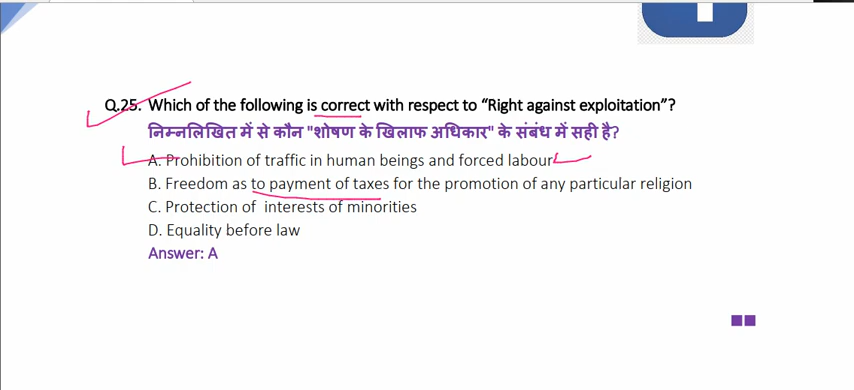 Q.25. Which of the following is correct with respect to “Right against exploitation”?
निम्नलिखित में से कौन "शोषण के खिलाफ अधिकार" के संबंध में सही है?
A. Prohibition of traffic in human beings and forced labour
B. Freedom as to payment of taxes for the promotion of any particular religion
C. Protection of interests of minorities
D. Equality before law
Answer: A